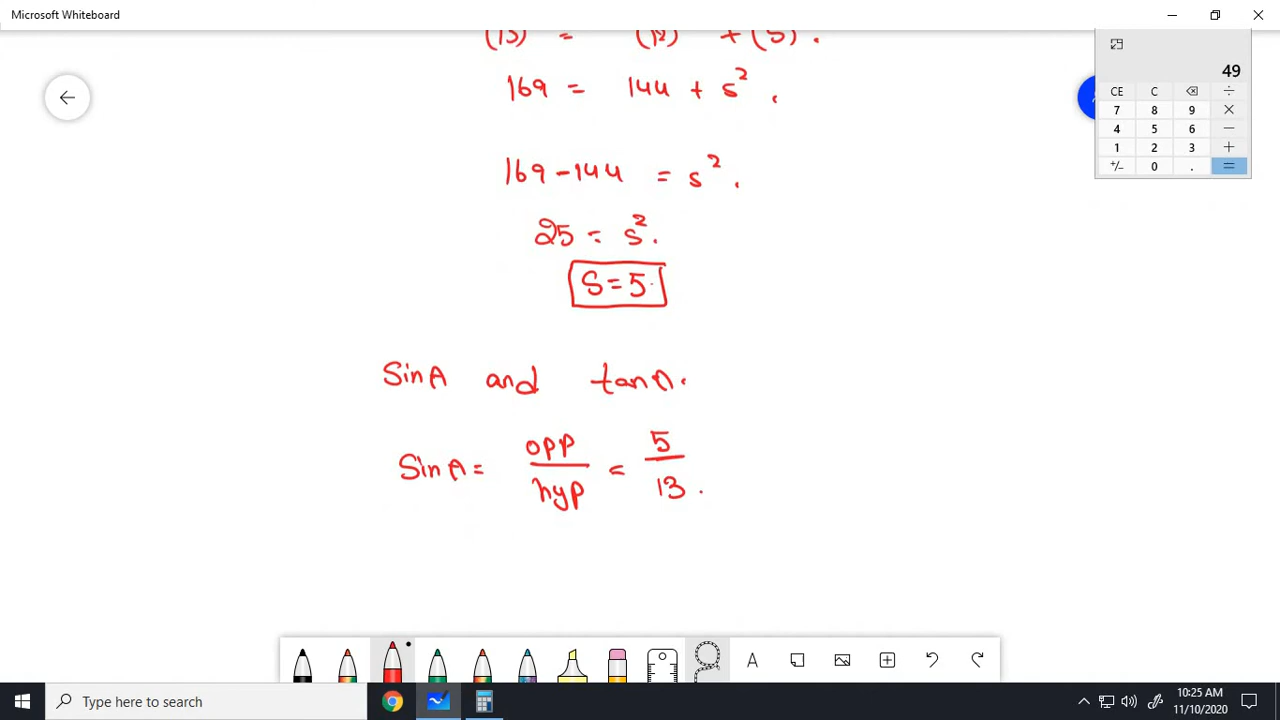 Microsoft Whiteboard
(13) = (12) + (S).
169 = 144 + s².
169 - 144 = s².
25 = s².
S = 5.
Sin A and tan A.
Sin A = opp/hyp = 5/13.
49
CE C ÷
7 8 9 ×
4 5 6 −
1 2 3 +
+/- 0 . =
A
Type here to search
10:25 AM
11/10/2020